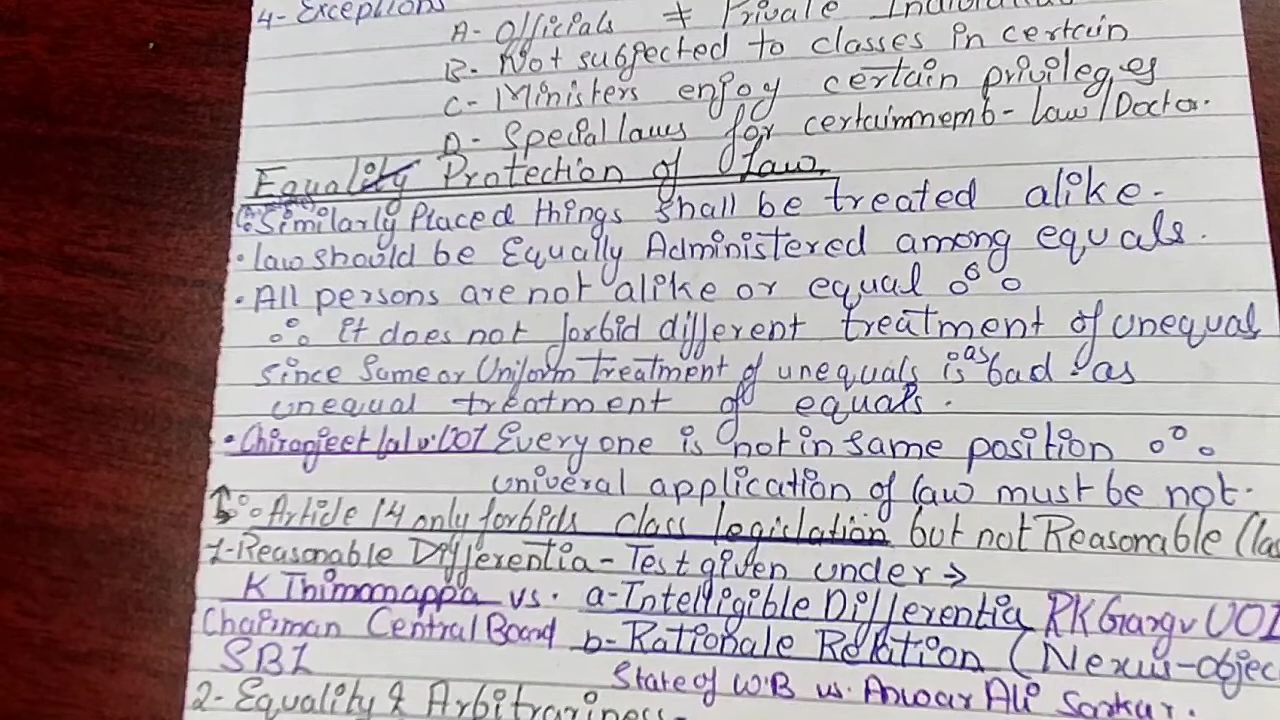 4- Exceptions
A- Officials ≠ Private Individual
B- Not subjected to classes in certain
C- Ministers enjoy certain privileges
D- Special laws for certain memb- law/Doctor.
Equality Protection of law
Similarly Placed things shall be treated alike.
• law should be Equally Administered among equals.
• All persons are not alike or equal ∵
∴ it does not forbid different treatment of unequal
since same or Uniform treatment of unequals is as bad as
unequal treatment of equals.
• Chiranjeet lal v. UOI Everyone is not in same position ∴
univeral application of law must be not.
Article 14 only forbids class legislation but not Reasonable Clas
1- Reasonable Differentia - Test given under →
K Thimmappa vs. a- Intelligible Differentia RK Garg v UOI
Chairman Central Board b- Rationale Relation (Nexus-objec
SBI State of W.B vs. Anwar Ali Sarkar.
2- Equality & Arbitrariness-